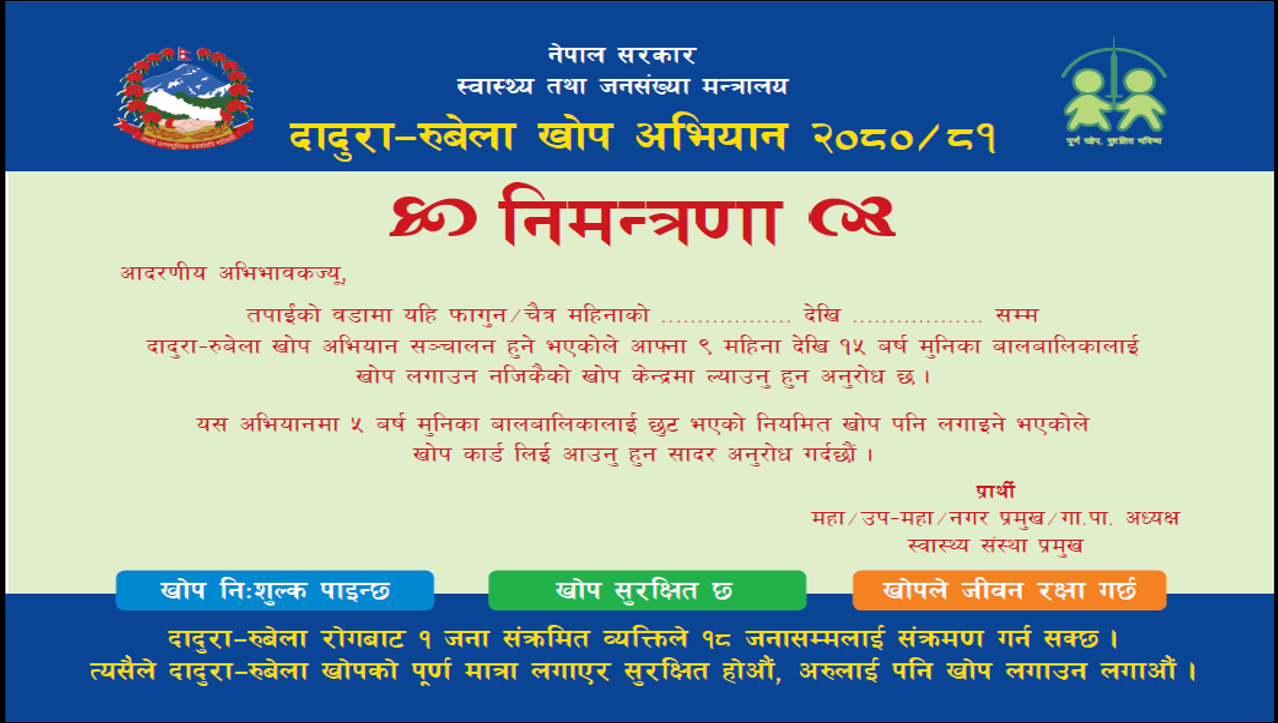 नेपाल सरकार
स्वास्थ्य तथा जनसंख्या मन्त्रालय
दादुरा-रुबेला खोप अभियान २०८०/८१
पूर्ण खोप, सुरक्षित भविष्य
निमन्त्रणा
आदरणीय अभिभावकज्यू,
तपाईंको वडामा यहि फागुन/चैत्र महिनाको .................. देखि .................. सम्म
दादुरा-रुबेला खोप अभियान सञ्चालन हुने भएकोले आफ्ना ९ महिना देखि १५ बर्ष मुनिका बालबालिकालाई
खोप लगाउन नजिकैको खोप केन्द्रमा ल्याउनु हुन अनुरोध छ ।
यस अभियानमा ५ बर्ष मुनिका बालबालिकालाई छुट भएको नियमित खोप पनि लगाइने भएकोले
खोप कार्ड लिई आउनु हुन सादर अनुरोध गर्दछौं ।
प्रार्थी
महा/उप-महा/नगर प्रमुख/गा.पा. अध्यक्ष
स्वास्थ्य संस्था प्रमुख
खोप निःशुल्क पाइन्छ
खोप सुरक्षित छ
खोपले जीवन रक्षा गर्छ
दादुरा-रुबेला रोगबाट १ जना संक्रमित व्यक्तिले १८ जनासम्मलाई संक्रमण गर्न सक्छ ।
त्यसैले दादुरा-रुबेला खोपको पूर्ण मात्रा लगाएर सुरक्षित होऔं, अरुलाई पनि खोप लगाउन लगाऔं ।